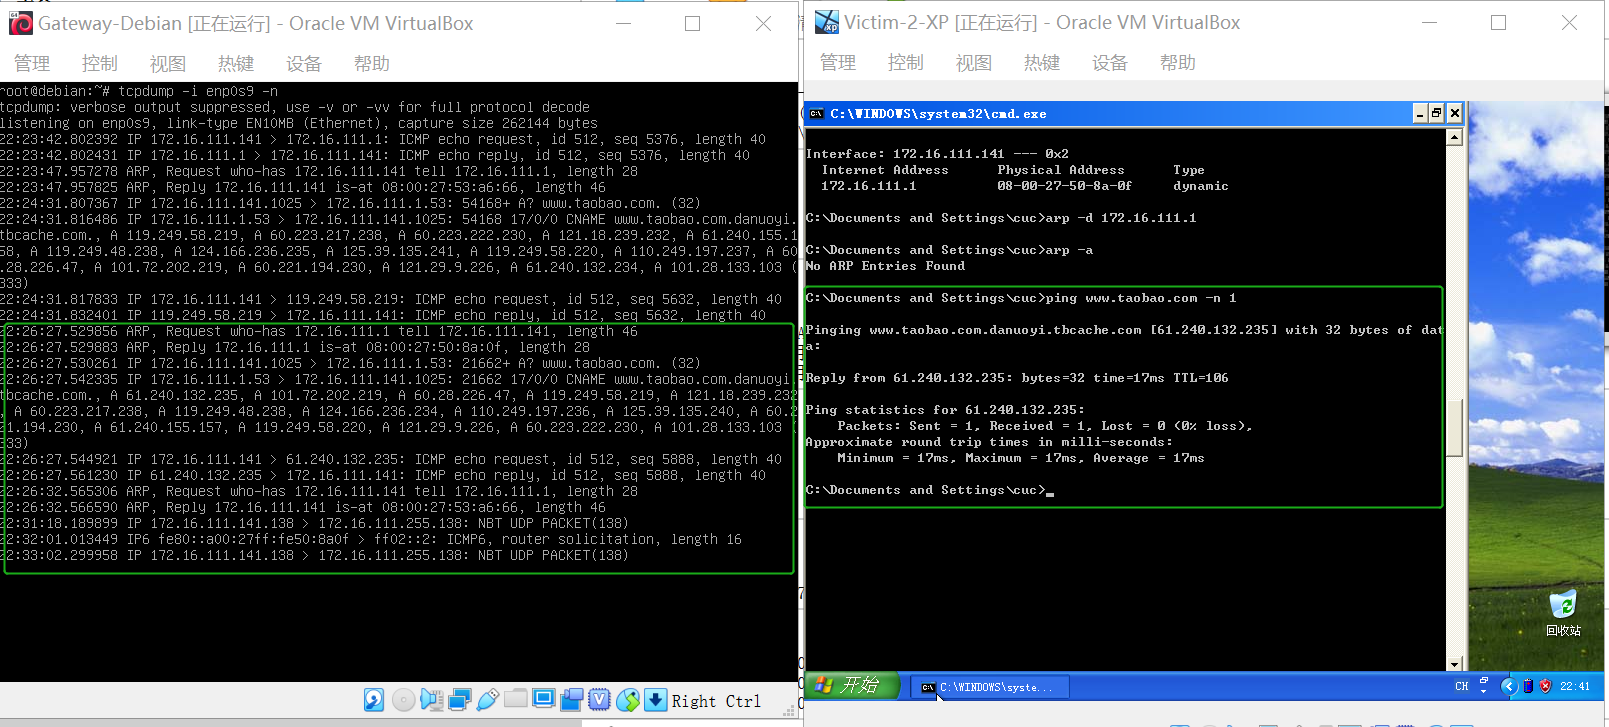 Gateway-Debian [正在运行] - Oracle VM VirtualBox
管理 控制 视图 热键 设备 帮助
root@debian:~# tcpdump -i enp0s9 -n
tcpdump: verbose output suppressed, use -v or -vv for full protocol decode
listening on enp0s9, link-type EN10MB (Ethernet), capture size 262144 bytes
22:23:42.802392 IP 172.16.111.141 > 172.16.111.1: ICMP echo request, id 512, seq 5376, length 40
22:23:42.802431 IP 172.16.111.1 > 172.16.111.141: ICMP echo reply, id 512, seq 5376, length 40
22:23:47.957278 ARP, Request who-has 172.16.111.141 tell 172.16.111.1, length 28
22:23:47.957825 ARP, Reply 172.16.111.141 is-at 08:00:27:53:a6:66, length 46
22:24:31.807367 IP 172.16.111.141.1025 > 172.16.111.1.53: 54168+ A? www.taobao.com. (32)
22:24:31.816486 IP 172.16.111.1.53 > 172.16.111.141.1025: 54168 17/0/0 CNAME www.taobao.com.danuoyi.
tbcache.com., A 119.249.58.219, A 60.223.217.238, A 60.223.222.230, A 121.18.239.232, A 61.240.155.1
58, A 119.249.48.238, A 124.166.236.235, A 125.39.135.241, A 119.249.58.220, A 110.249.197.237, A 60
.28.226.47, A 101.72.202.219, A 60.221.194.230, A 121.29.9.226, A 61.240.132.234, A 101.28.133.103 (
333)
22:24:31.817833 IP 172.16.111.141 > 119.249.58.219: ICMP echo request, id 512, seq 5632, length 40
22:24:31.832401 IP 119.249.58.219 > 172.16.111.141: ICMP echo reply, id 512, seq 5632, length 40
22:26:27.529856 ARP, Request who-has 172.16.111.1 tell 172.16.111.141, length 46
22:26:27.529883 ARP, Reply 172.16.111.1 is-at 08:00:27:50:8a:0f, length 28
22:26:27.530261 IP 172.16.111.141.1025 > 172.16.111.1.53: 21662+ A? www.taobao.com. (32)
22:26:27.542335 IP 172.16.111.1.53 > 172.16.111.141.1025: 21662 17/0/0 CNAME www.taobao.com.danuoyi.
tbcache.com., A 61.240.132.235, A 101.72.202.219, A 60.28.226.47, A 119.249.58.219, A 121.18.239.232
, A 60.223.217.238, A 119.249.48.238, A 124.166.236.234, A 110.249.197.236, A 125.39.135.240, A 60.2
21.194.230, A 61.240.155.157, A 119.249.58.220, A 121.29.9.226, A 60.223.222.230, A 101.28.133.103 (
333)
22:26:27.544921 IP 172.16.111.141 > 61.240.132.235: ICMP echo request, id 512, seq 5888, length 40
22:26:27.561230 IP 61.240.132.235 > 172.16.111.141: ICMP echo reply, id 512, seq 5888, length 40
22:26:32.565306 ARP, Request who-has 172.16.111.141 tell 172.16.111.1, length 28
22:26:32.566590 ARP, Reply 172.16.111.141 is-at 08:00:27:53:a6:66, length 46
22:31:18.189899 IP 172.16.111.141.138 > 172.16.111.255.138: NBT UDP PACKET(138)
22:32:01.013449 IP6 fe80::a00:27ff:fe50:8a0f > ff02::2: ICMP6, router solicitation, length 16
22:33:02.299958 IP 172.16.111.141.138 > 172.16.111.255.138: NBT UDP PACKET(138)
Right Ctrl
Victim-2-XP [正在运行] - Oracle VM VirtualBox
管理 控制 视图 热键 设备 帮助
C:\WINDOWS\system32\cmd.exe
Interface: 172.16.111.141 --- 0x2
Internet Address Physical Address Type
172.16.111.1 08-00-27-50-8a-0f dynamic
C:\Documents and Settings\cuc>arp -d 172.16.111.1
C:\Documents and Settings\cuc>arp -a
No ARP Entries Found
C:\Documents and Settings\cuc>ping www.taobao.com -n 1
Pinging www.taobao.com.danuoyi.tbcache.com [61.240.132.235] with 32 bytes of dat
a:
Reply from 61.240.132.235: bytes=32 time=17ms TTL=106
Ping statistics for 61.240.132.235:
Packets: Sent = 1, Received = 1, Lost = 0 (0% loss),
Approximate round trip times in milli-seconds:
Minimum = 17ms, Maximum = 17ms, Average = 17ms
C:\Documents and Settings\cuc>
回收站
开始
C:\WINDOWS\syste...
CH
22:41